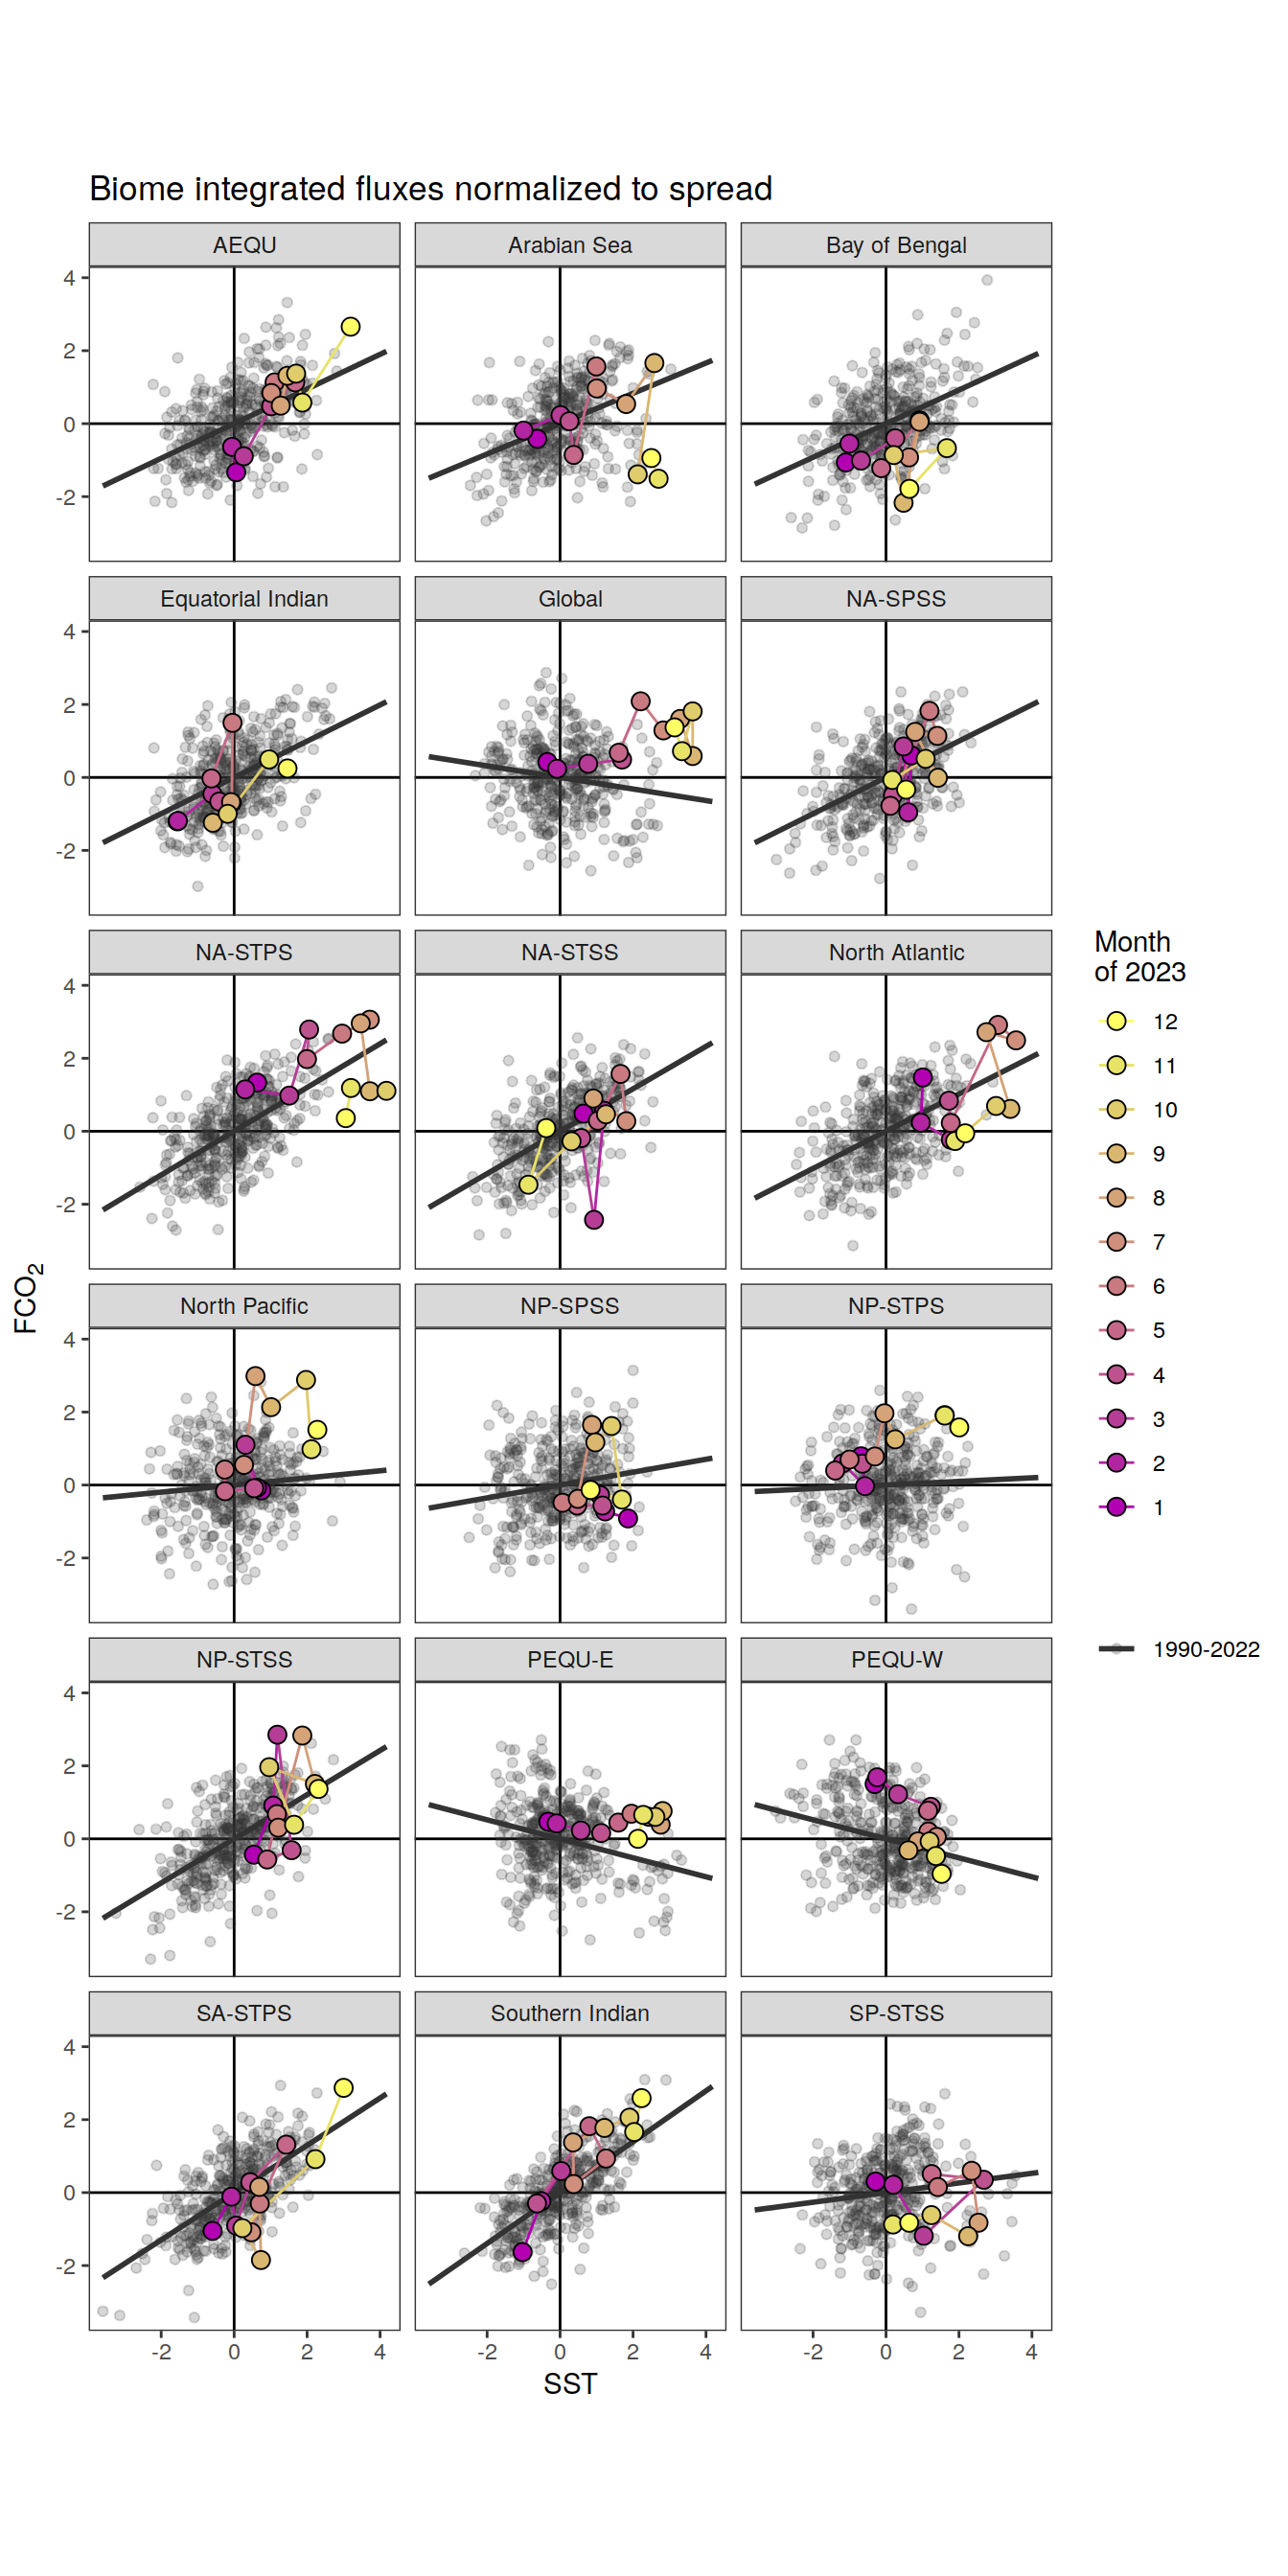 Biome integrated fluxes normalized to spread
AEQU
Arabian Sea
Bay of Bengal
4
2
0
-2
Equatorial Indian
Global
NA-SPSS
4
2
0
-2
NA-STPS
NA-STSS
North Atlantic
4
2
0
-2
North Pacific
NP-SPSS
NP-STPS
4
2
0
-2
NP-STSS
PEQU-E
PEQU-W
4
2
0
-2
SA-STPS
Southern Indian
SP-STSS
4
2
0
-2
-2 0 2 4
-2 0 2 4
-2 0 2 4
SST
FCO₂
Month
of 2023
12
11
10
9
8
7
6
5
4
3
2
1
1990-2022